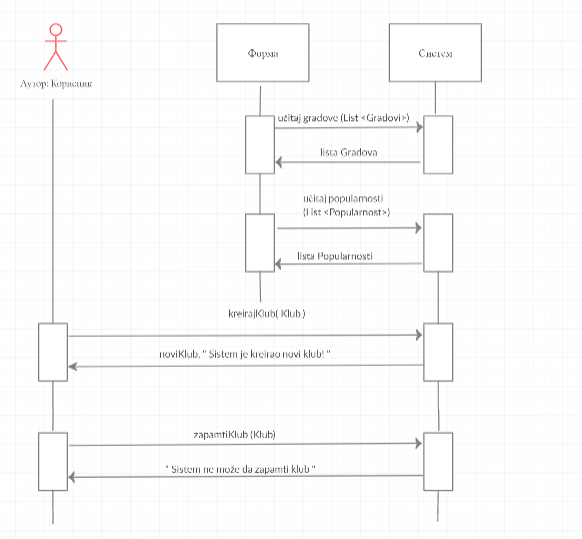 Форма
Систем
Аутор: Корисник
učitaj gradove (List <Gradovi>)
lista Gradova
učitaj popularnosti
(List <Popularnost>)
lista Popularnosti
kreirajKlub( Klub )
noviKlub, " Sistem je kreirao novi klub! "
zapamtiKlub (Klub)
" Sistem ne može da zapamti klub "